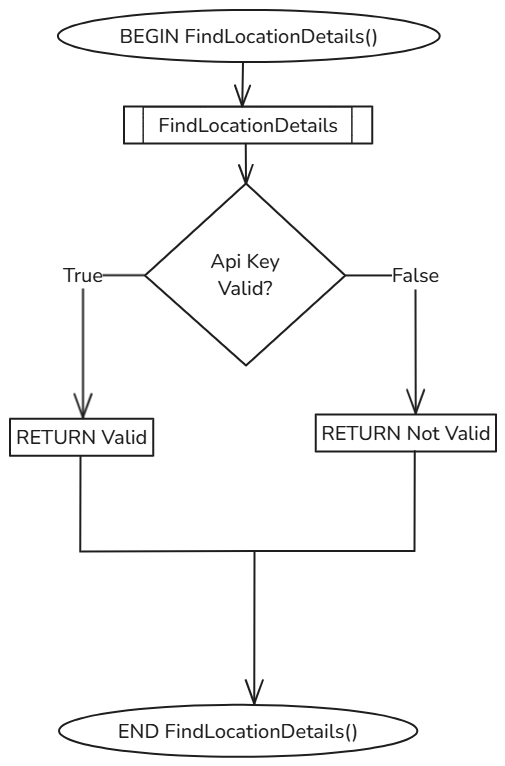 BEGIN FindLocationDetails()
FindLocationDetails
Api Key
Valid?
True
False
RETURN Valid
RETURN Not Valid
END FindLocationDetails()